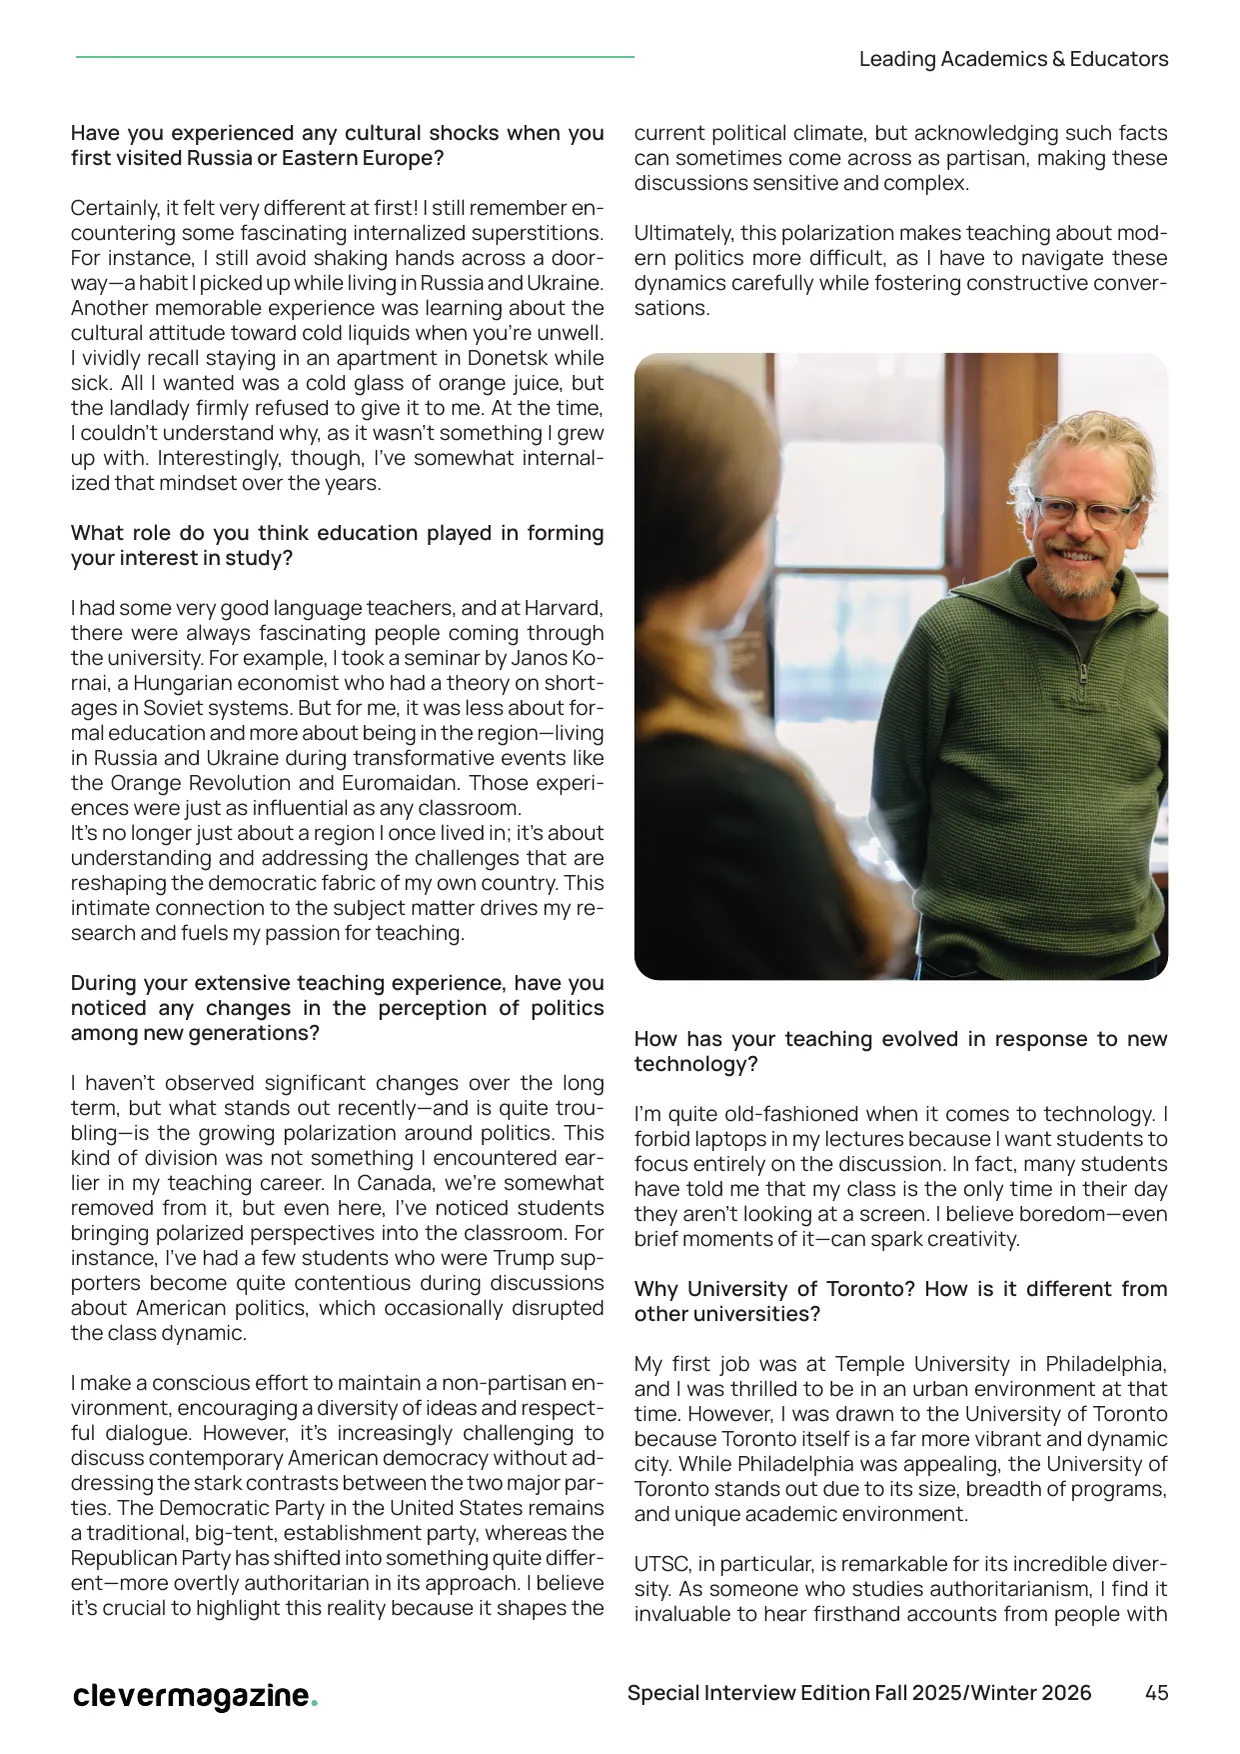 Leading Academics & Educators
Have you experienced any cultural shocks when you
first visited Russia or Eastern Europe?
Certainly, it felt very different at first! I still remember en-
countering some fascinating internalized superstitions.
For instance, I still avoid shaking hands across a door-
way—a habit I picked up while living in Russia and Ukraine.
Another memorable experience was learning about the
cultural attitude toward cold liquids when you're unwell.
I vividly recall staying in an apartment in Donetsk while
sick. All I wanted was a cold glass of orange juice, but
the landlady firmly refused to give it to me. At the time,
I couldn't understand why, as it wasn't something I grew
up with. Interestingly, though, I've somewhat internal-
ized that mindset over the years.
What role do you think education played in forming
your interest in study?
I had some very good language teachers, and at Harvard,
there were always fascinating people coming through
the university. For example, I took a seminar by Janos Ko-
rnai, a Hungarian economist who had a theory on short-
ages in Soviet systems. But for me, it was less about for-
mal education and more about being in the region—living
in Russia and Ukraine during transformative events like
the Orange Revolution and Euromaidan. Those experi-
ences were just as influential as any classroom.
It's no longer just about a region I once lived in; it's about
understanding and addressing the challenges that are
reshaping the democratic fabric of my own country. This
intimate connection to the subject matter drives my re-
search and fuels my passion for teaching.
During your extensive teaching experience, have you
noticed any changes in the perception of politics
among new generations?
I haven't observed significant changes over the long
term, but what stands out recently—and is quite trou-
bling—is the growing polarization around politics. This
kind of division was not something I encountered ear-
lier in my teaching career. In Canada, we're somewhat
removed from it, but even here, I've noticed students
bringing polarized perspectives into the classroom. For
instance, I've had a few students who were Trump sup-
porters become quite contentious during discussions
about American politics, which occasionally disrupted
the class dynamic.
I make a conscious effort to maintain a non-partisan en-
vironment, encouraging a diversity of ideas and respect-
ful dialogue. However, it's increasingly challenging to
discuss contemporary American democracy without ad-
dressing the stark contrasts between the two major par-
ties. The Democratic Party in the United States remains
a traditional, big-tent, establishment party, whereas the
Republican Party has shifted into something quite differ-
ent—more overtly authoritarian in its approach. I believe
it's crucial to highlight this reality because it shapes the
current political climate, but acknowledging such facts
can sometimes come across as partisan, making these
discussions sensitive and complex.
Ultimately, this polarization makes teaching about mod-
ern politics more difficult, as I have to navigate these
dynamics carefully while fostering constructive conver-
sations.
How has your teaching evolved in response to new
technology?
I'm quite old-fashioned when it comes to technology. I
forbid laptops in my lectures because I want students to
focus entirely on the discussion. In fact, many students
have told me that my class is the only time in their day
they aren't looking at a screen. I believe boredom—even
brief moments of it—can spark creativity.
Why University of Toronto? How is it different from
other universities?
My first job was at Temple University in Philadelphia,
and I was thrilled to be in an urban environment at that
time. However, I was drawn to the University of Toronto
because Toronto itself is a far more vibrant and dynamic
city. While Philadelphia was appealing, the University of
Toronto stands out due to its size, breadth of programs,
and unique academic environment.
UTSC, in particular, is remarkable for its incredible diver-
sity. As someone who studies authoritarianism, I find it
invaluable to hear firsthand accounts from people with
clevermagazine.
Special Interview Edition Fall 2025/Winter 2026 45